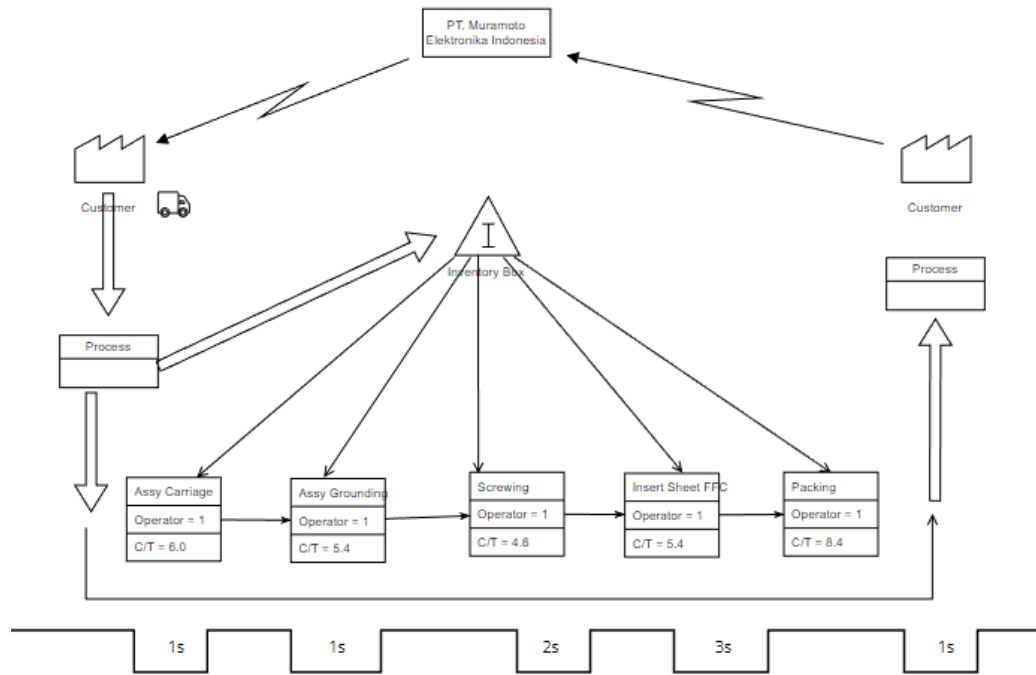 PT. Muramoto
Elektronika Indonesia
Customer
Customer
I
Inventory Box
Process
Process
Assy Carriage
Operator = 1
C/T = 6.0
Assy Grounding
Operator = 1
C/T = 5.4
Screwing
Operator = 1
C/T = 4.6
Insert Sheet FFC
Operator = 1
C/T = 5.4
Packing
Operator = 1
C/T = 8.4
1s
1s
2s
3s
1s